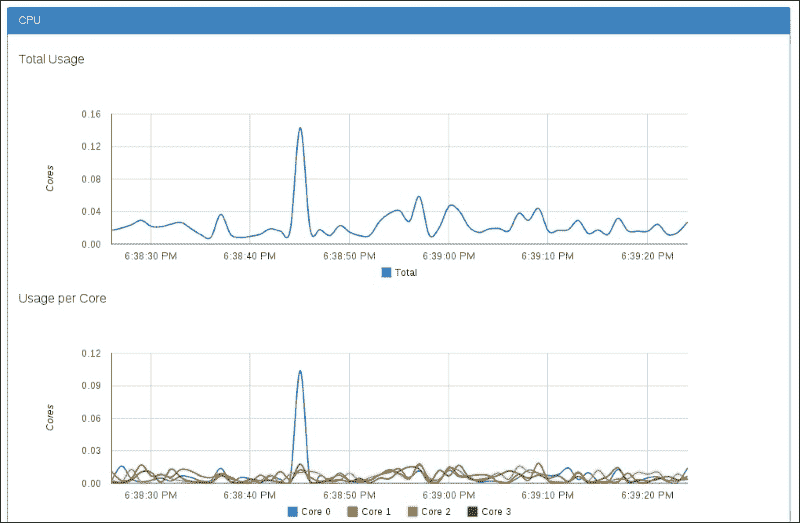 CPU
Total Usage
0.16
0.12
0.08
0.04
0.00
Cores
6:38:30 PM 6:38:40 PM 6:38:50 PM 6:39:00 PM 6:39:10 PM 6:39:20 PM
Total
Usage per Core
0.12
0.09
0.06
0.03
0.00
Cores
6:38:30 PM 6:38:40 PM 6:38:50 PM 6:39:00 PM 6:39:10 PM 6:39:20 PM
Core 0 Core 1 Core 2 Core 3